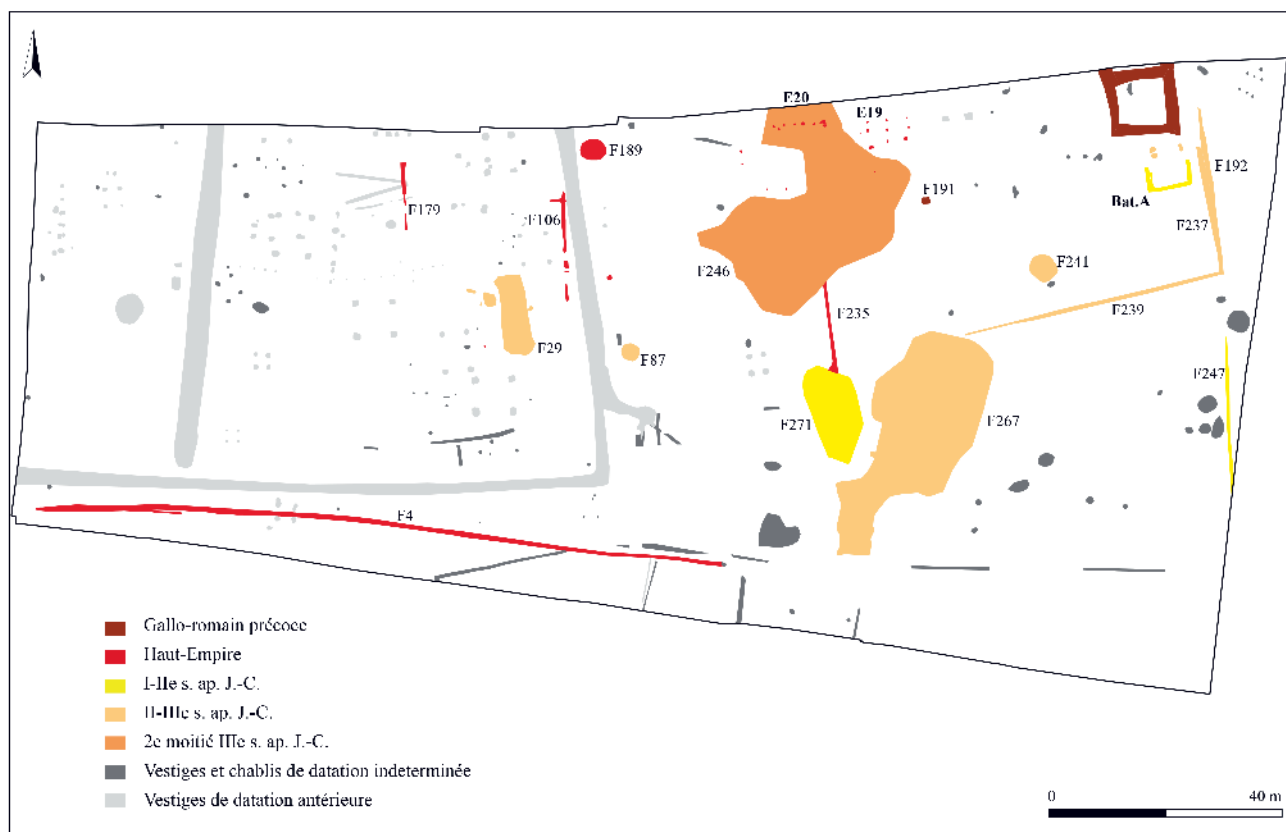 E20
E19
F189
F192
F179
F106
F191
Bat.A
F237
F246
F241
F235
F239
F29
F87
F247
F271
F267
F4
Gallo-romain précoce
Haut-Empire
I-IIe s. ap. J.-C.
II-IIIe s. ap. J.-C.
2e moitié IIIe s. ap. J.-C.
Vestiges et chablis de datation indeterminée
Vestiges de datation antérieure
0 40 m